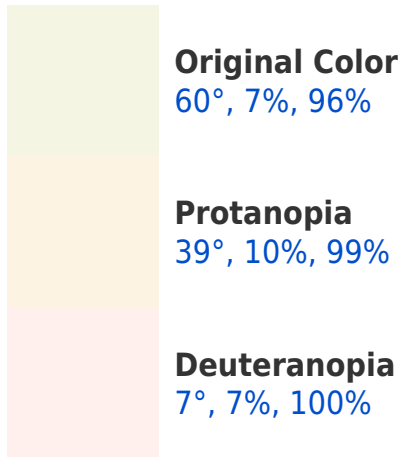 Original Color
60°, 7%, 96%
Protanopia
39°, 10%, 99%
Deuteranopia
7°, 7%, 100%